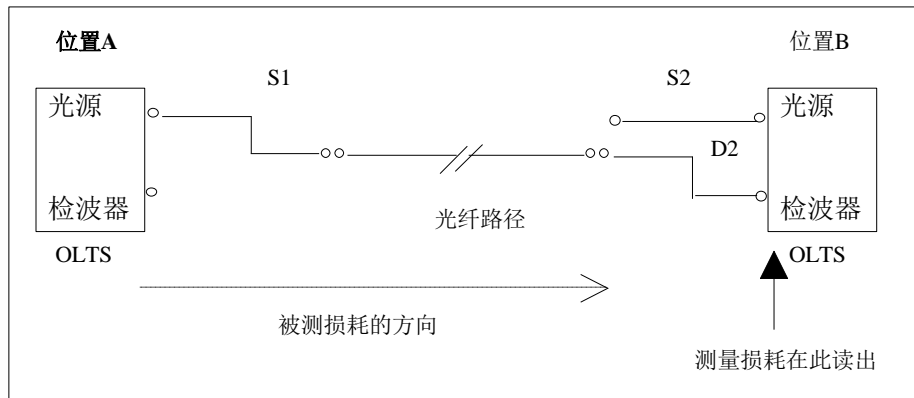 位置A
位置B
S1
S2
光源
光源
D2
检波器
检波器
光纤路径
OLTS
OLTS
被测损耗的方向
测量损耗在此读出